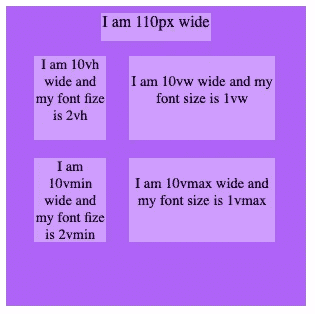 I am 110px wide
I am 10vh
wide and
my font fize
is 2vh
I am 10vw wide and my
font size is 1vw
I am
10vmin
wide and
my font fize
is 2vmin
I am 10vmax wide and
my font size is 1vmax